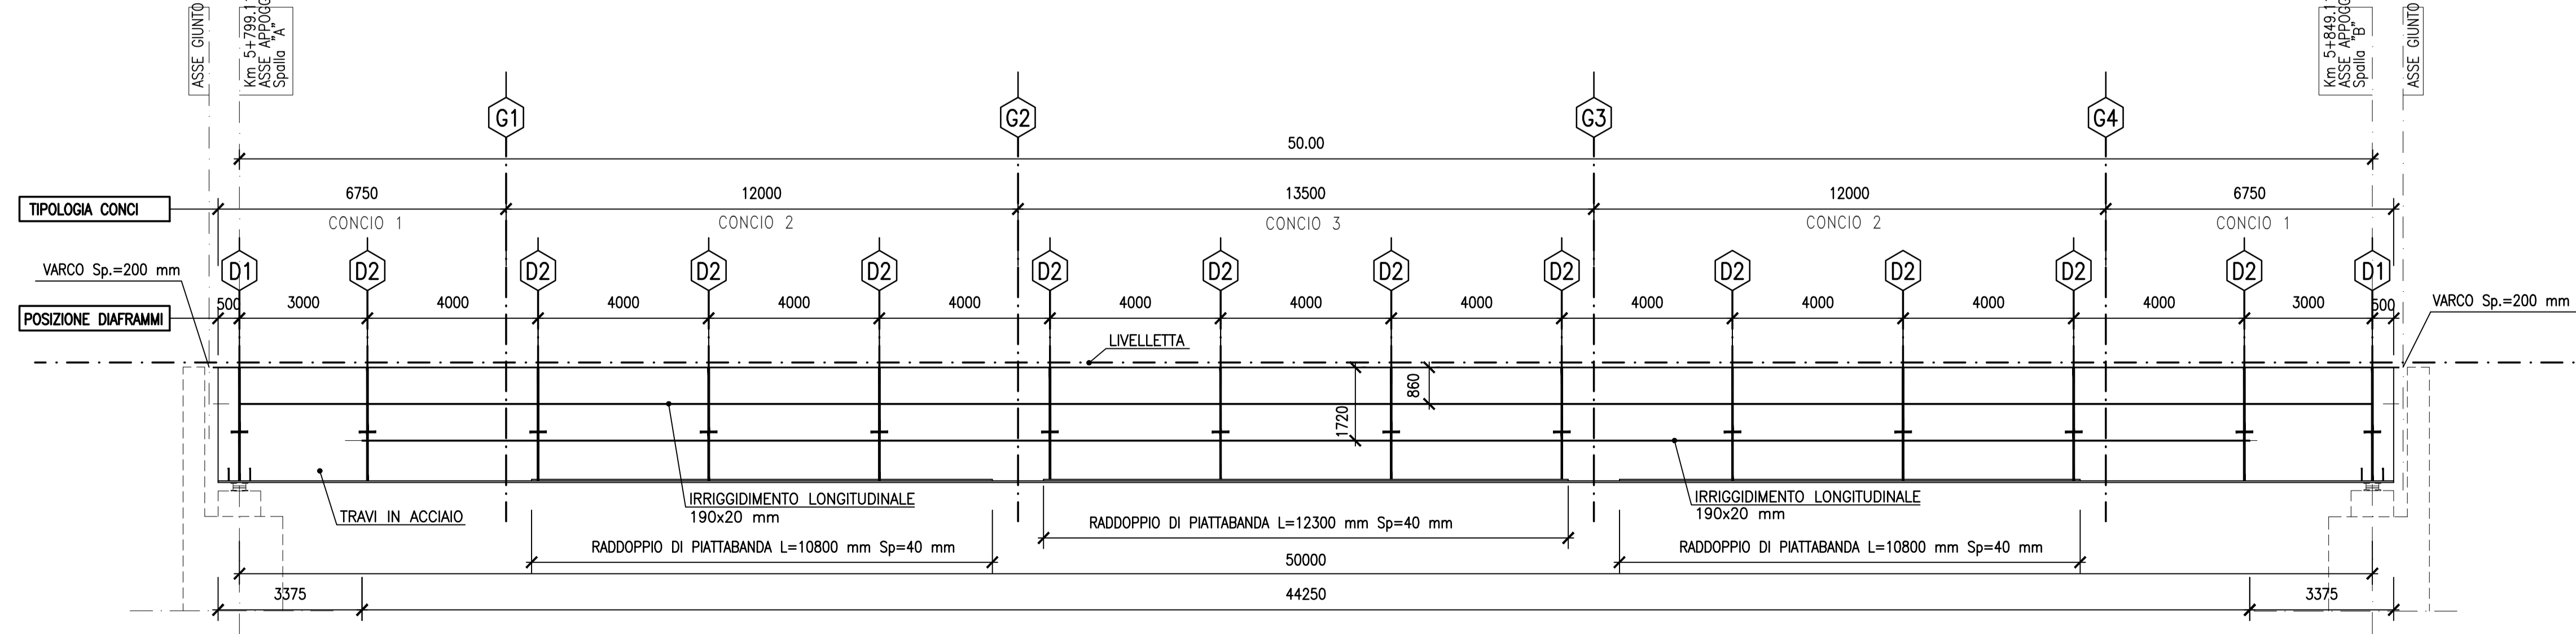 ASSE GIUNTO
Km 5+799.1
ASSE APPOGG
Spalla "A"
Km 5+849.1
ASSE APPOGG
Spalla "B"
ASSE GIUNTO
G1
G2
G3
G4
50.00
TIPOLOGIA CONCI
6750
12000
13500
12000
6750
CONCIO 1
CONCIO 2
CONCIO 3
CONCIO 2
CONCIO 1
VARCO Sp.=200 mm
D1
D2
D2
D2
D2
D2
D2
D2
D2
D2
D2
D2
D2
D1
POSIZIONE DIAFRAMMI
500
3000
4000
4000
4000
4000
4000
4000
4000
4000
4000
4000
4000
3000
500
VARCO Sp.=200 mm
LIVELLETTA
860
1720
IRRIGGIDIMENTO LONGITUDINALE
190x20 mm
IRRIGGIDIMENTO LONGITUDINALE
190x20 mm
TRAVI IN ACCIAIO
RADDOPPIO DI PIATTABANDA L=12300 mm Sp=40 mm
RADDOPPIO DI PIATTABANDA L=10800 mm Sp=40 mm
RADDOPPIO DI PIATTABANDA L=10800 mm Sp=40 mm
50000
3375
44250
3375